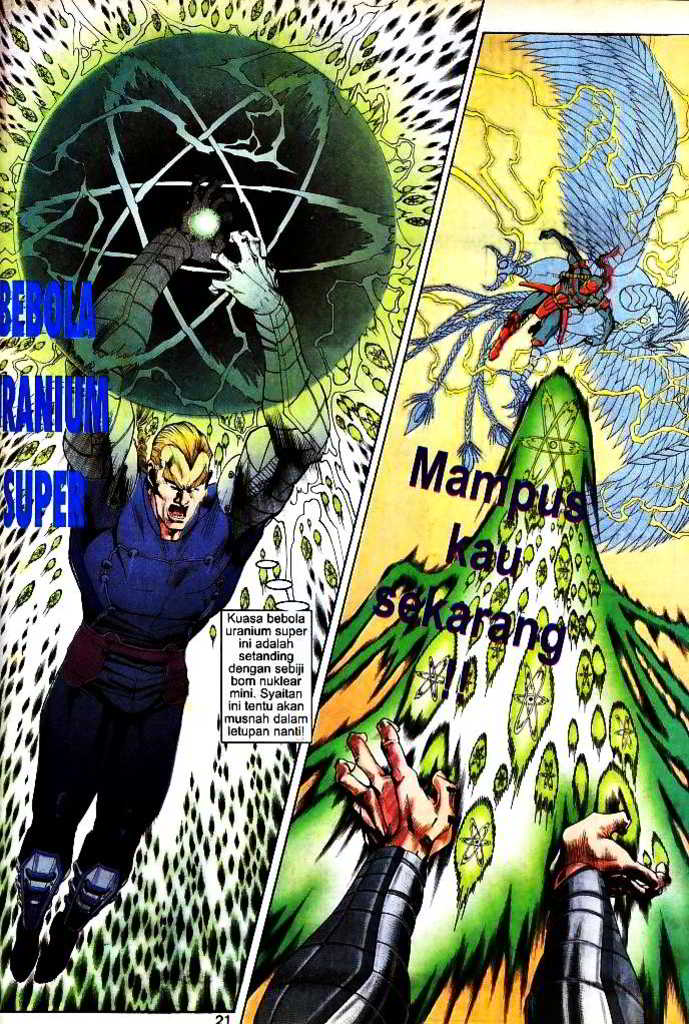 BEBOLA
RANIUM
SUPER
Kuasa bebola
uranium super
ini adalah
setanding
dengan sebiji
bom nuklear
mini. Syaitan
ini tentu akan
musnah dalam
letupan nanti!
Mampus
kau
sekarang
!!
21